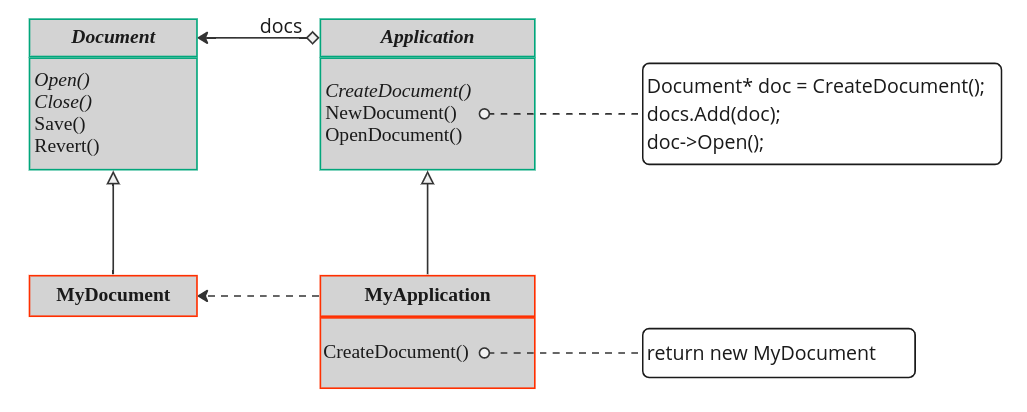 docs
Document
Open()
Close()
Save()
Revert()
Application
CreateDocument()
NewDocument()
OpenDocument()
Document* doc = CreateDocument();
docs.Add(doc);
doc->Open();
MyDocument
MyApplication
CreateDocument()
return new MyDocument